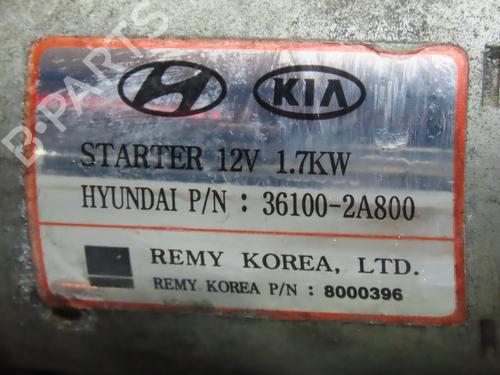 B-PARTS
KIA
STARTER 12V 1.7KW
HYUNDAI P/N : 36100-2A800
REMY KOREA, LTD.
REMY KOREA P/N : 8000396